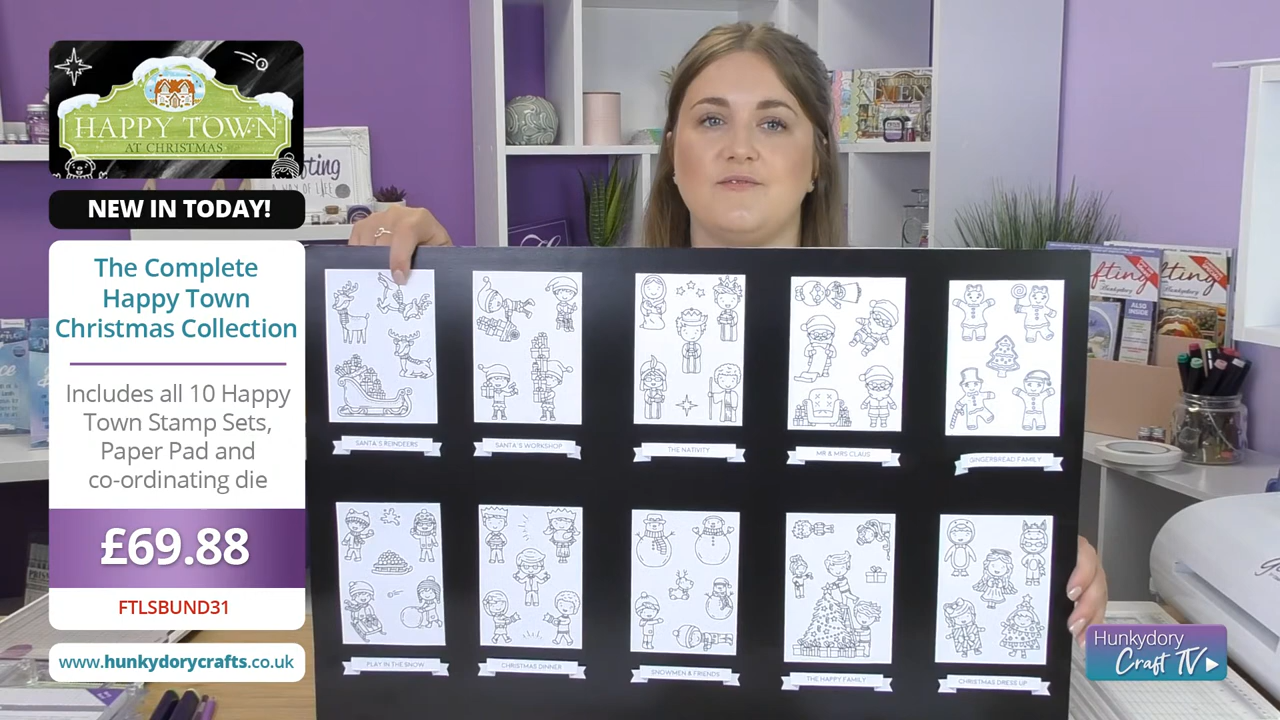 HAPPY TOWN
AT CHRISTMAS
NEW IN TODAY!
The Complete
Happy Town
Christmas Collection
Includes all 10 Happy
Town Stamp Sets,
Paper Pad and
co-ordinating die
£69.88
FTLSBUND31
www.hunkydorycrafts.co.uk
SANTA'S REINDEERS
SANTA'S WORKSHOP
THE NATIVITY
MR & MRS CLAUS
GINGERBREAD FAMILY
PLAY IN THE SNOW
CHRISTMAS DINNER
SNOWMEN & FRIENDS
THE HAPPY FAMILY
CHRISTMAS DRESS UP
ALSO
INSIDE
Hunkydory
Craft TV